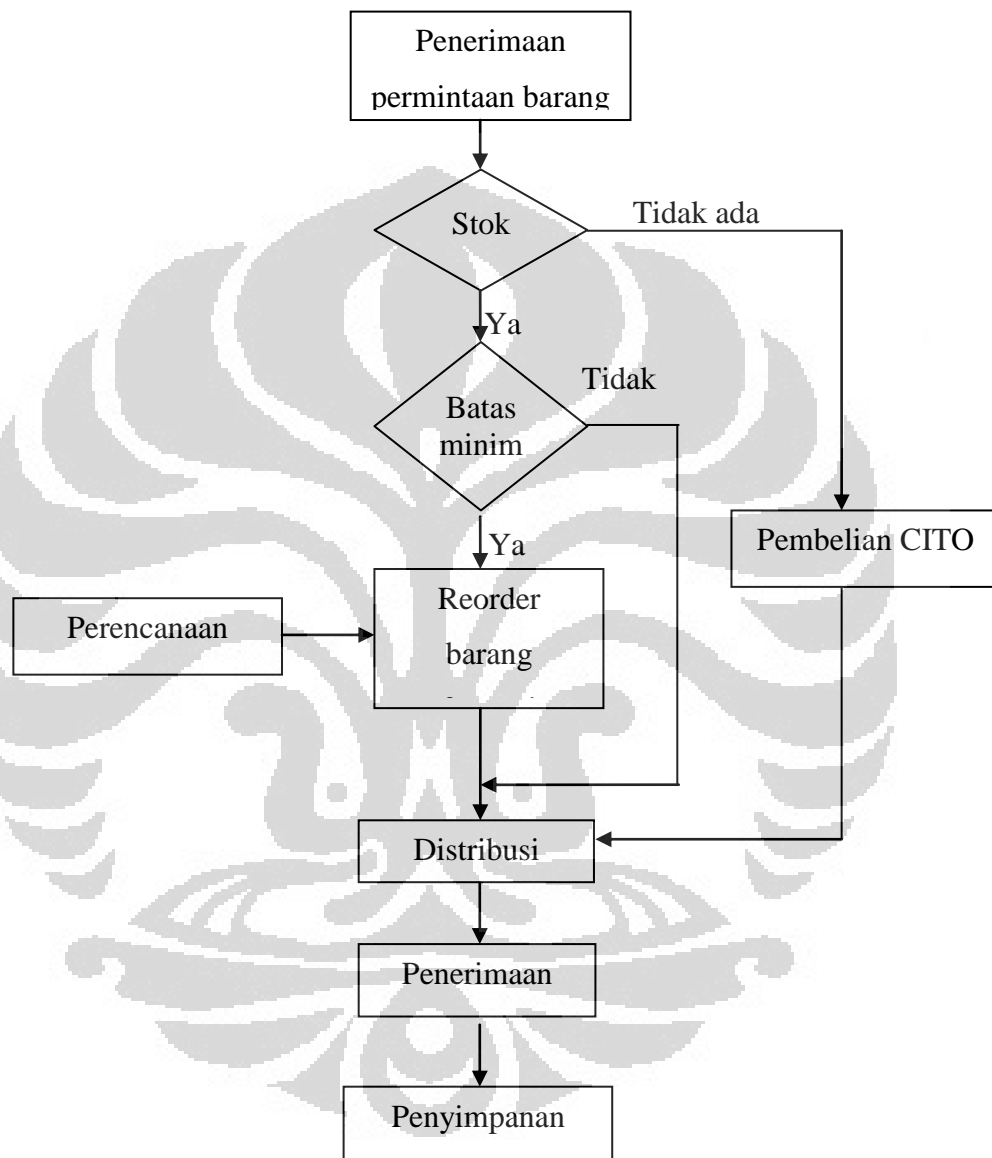 Penerimaan
permintaan barang
Stok
Tidak ada
Ya
Batas
minim
Tidak
Ya
Pembelian CITO
Reorder
barang
Perencanaan
Distribusi
Penerimaan
Penyimpanan